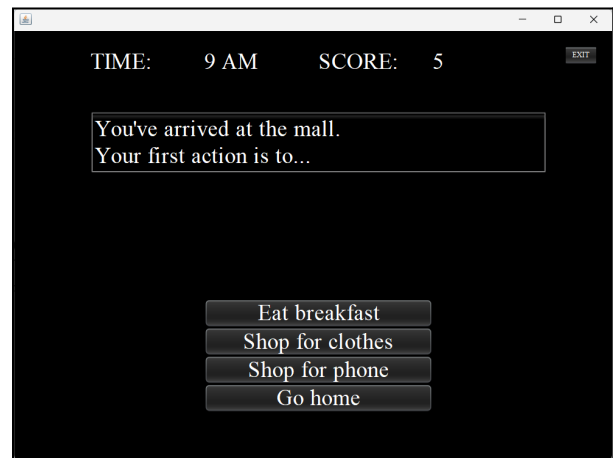 TIME: 9 AM SCORE: 5 EXIT
You've arrived at the mall.
Your first action is to...
Eat breakfast
Shop for clothes
Shop for phone
Go home